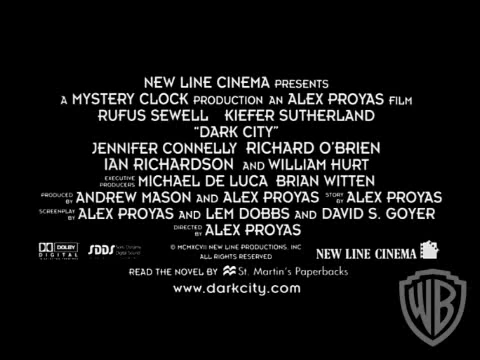 NEW LINE CINEMA PRESENTS
A MYSTERY CLOCK PRODUCTION AN ALEX PROYAS FILM
RUFUS SEWELL KIEFER SUTHERLAND
"DARK CITY"
JENNIFER CONNELLY RICHARD O'BRIEN
IAN RICHARDSON AND WILLIAM HURT
EXECUTIVE PRODUCERS MICHAEL DE LUCA BRIAN WITTEN
PRODUCED BY ANDREW MASON AND ALEX PROYAS STORY BY ALEX PROYAS
SCREENPLAY BY ALEX PROYAS AND LEM DOBBS AND DAVID S. GOYER
DIRECTED BY ALEX PROYAS
DOLBY DIGITAL SDDS Sony Dynamic Digital Sound
© MCMXCVII NEW LINE PRODUCTIONS, INC
ALL RIGHTS RESERVED
NEW LINE CINEMA
READ THE NOVEL BY St. Martin's Paperbacks
www.darkcity.com
WB